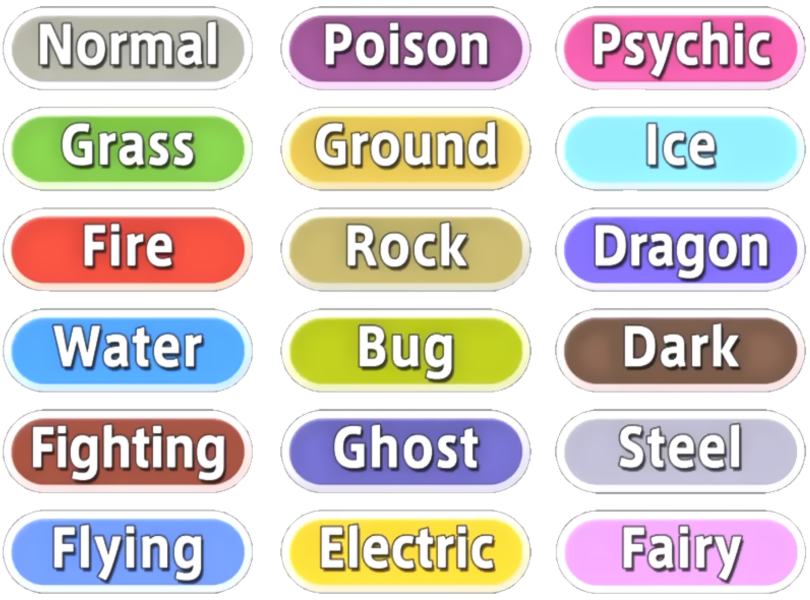 Normal
Poison
Psychic
Grass
Ground
Ice
Fire
Rock
Dragon
Water
Bug
Dark
Fighting
Ghost
Steel
Flying
Electric
Fairy